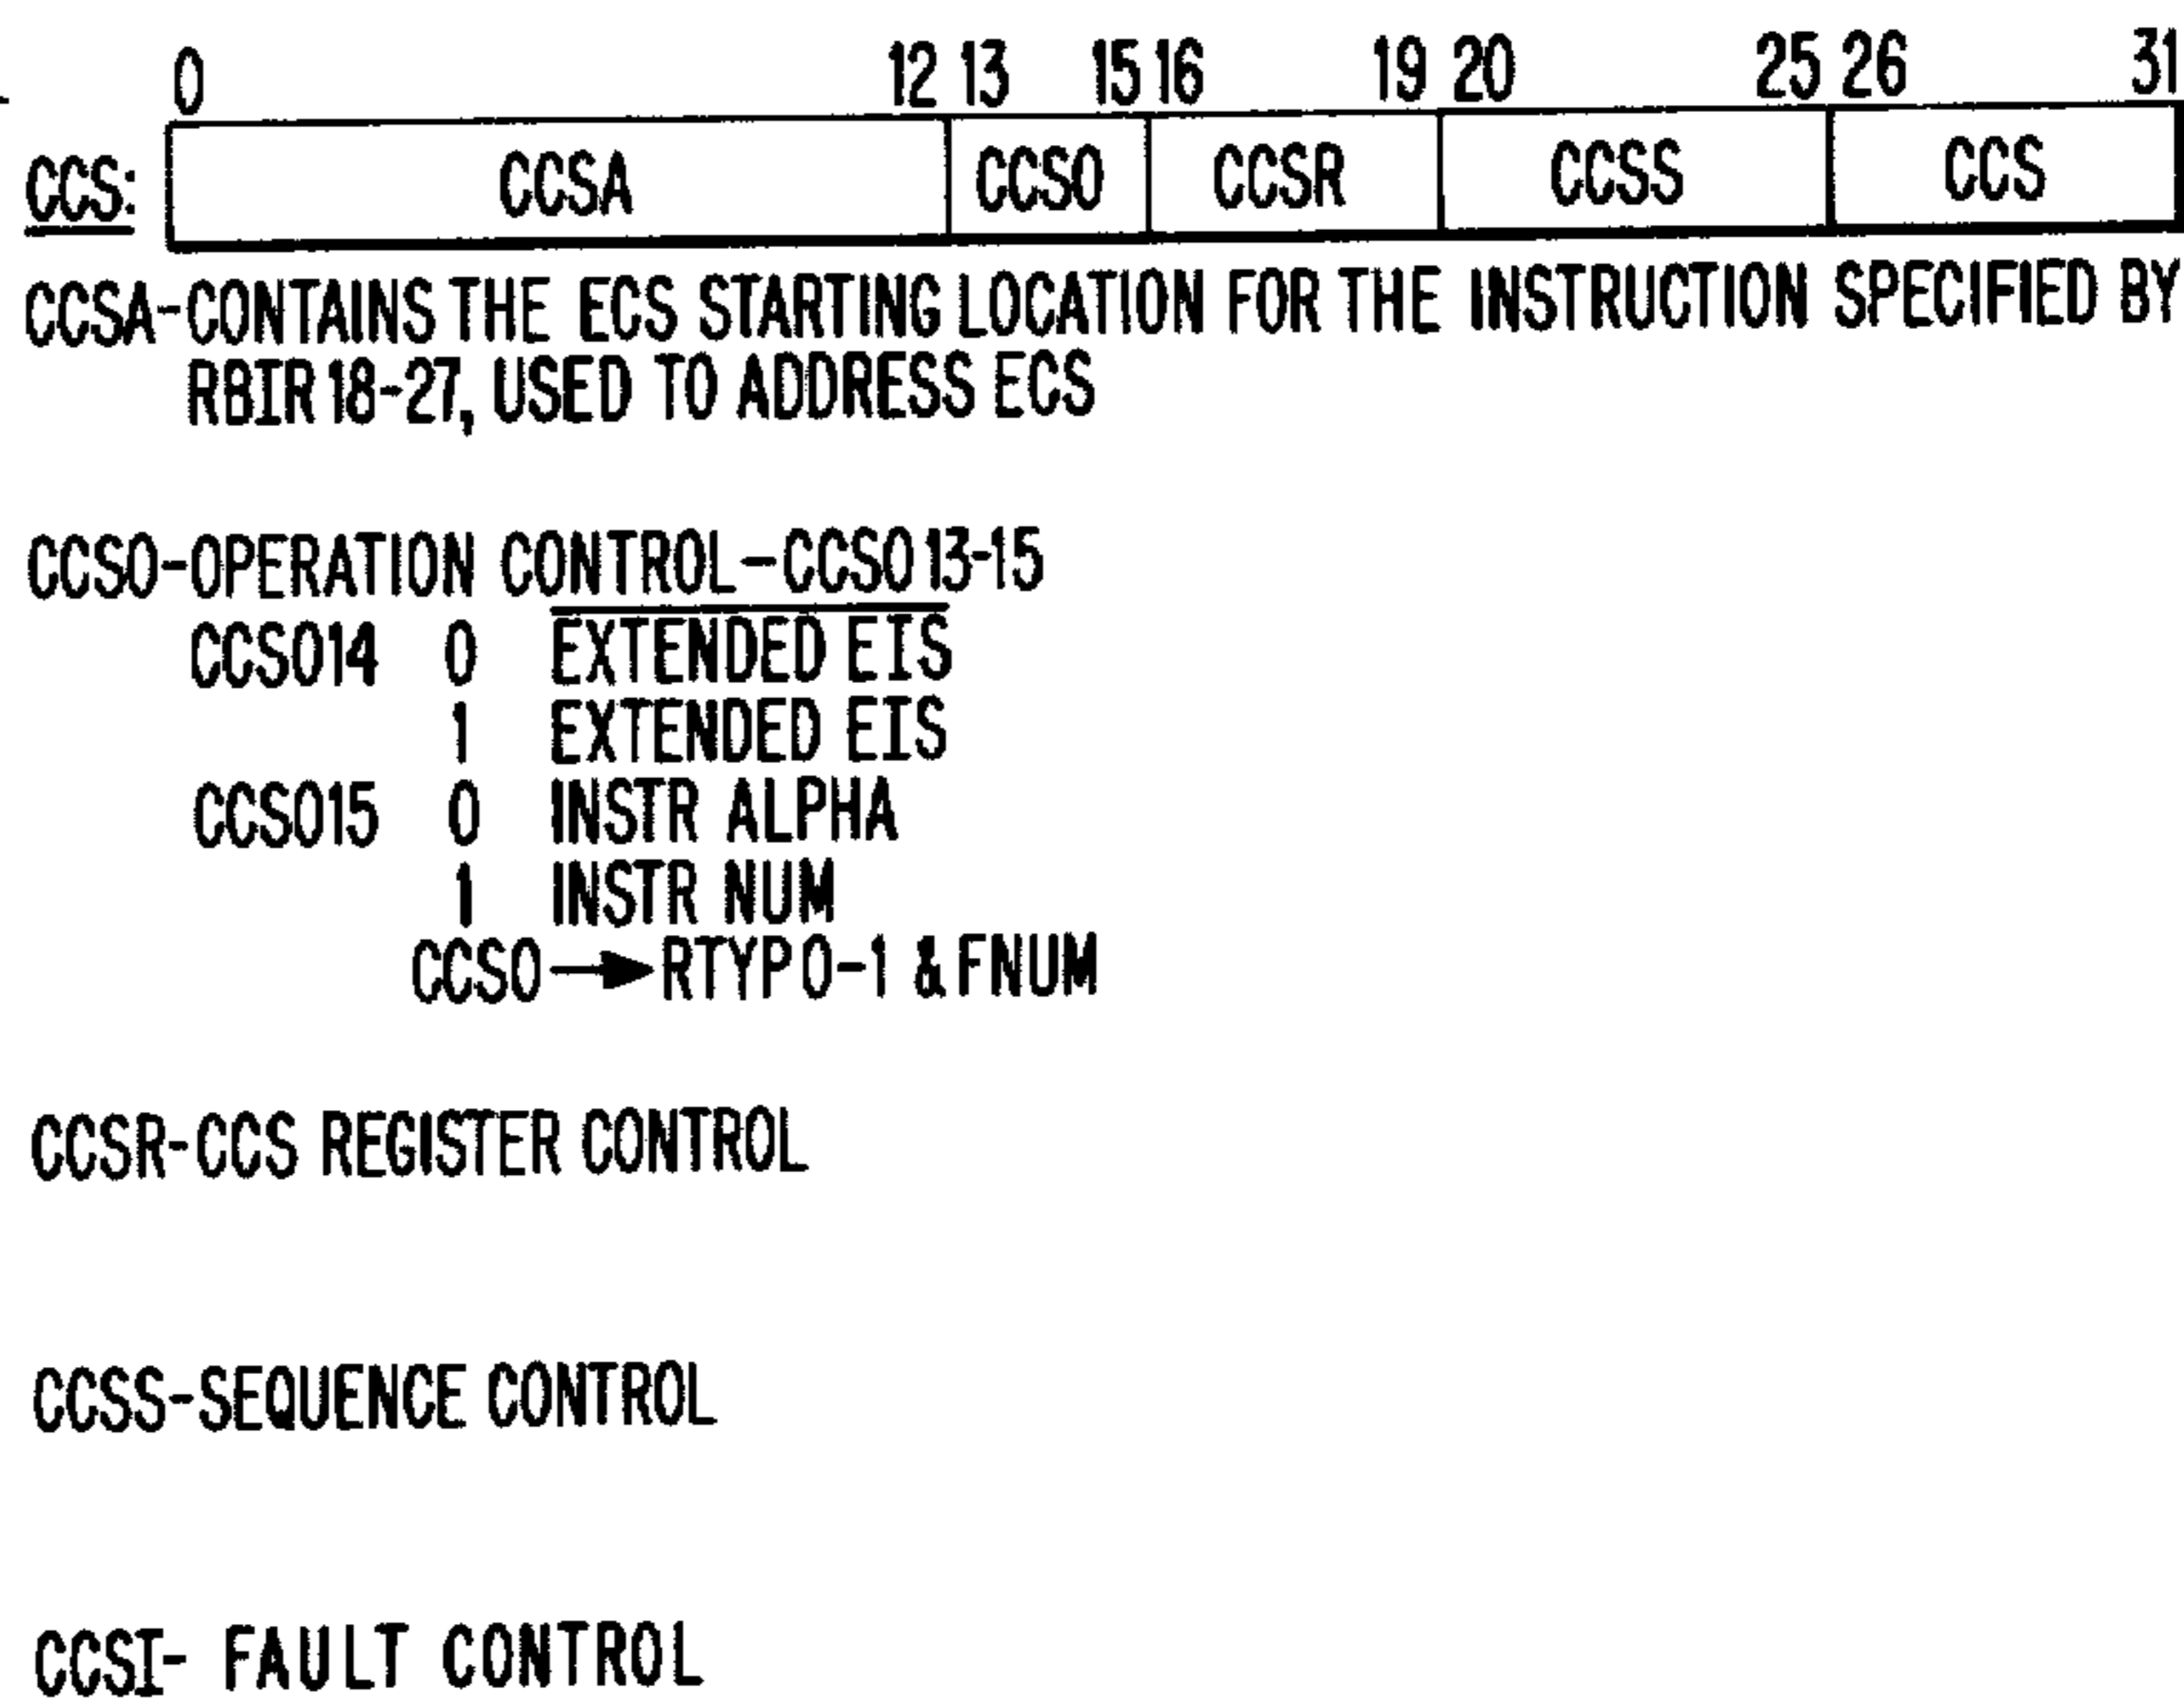 0 12 13 15 16 19 20 25 26 31
CCS: CCSA CCSO CCSR CCSS CCS
CCSA-CONTAINS THE ECS STARTING LOCATION FOR THE INSTRUCTION SPECIFIED BY
RBIR 18-27, USED TO ADDRESS ECS
CCSO-OPERATION CONTROL-CCSO 13-15
CCSO14 0 EXTENDED EIS
1 EXTENDED EIS
CCSO15 0 INSTR ALPHA
1 INSTR NUM
CCSO→RTYP 0-1 & FNUM
CCSR-CCS REGISTER CONTROL
CCSS-SEQUENCE CONTROL
CCSI- FAULT CONTROL